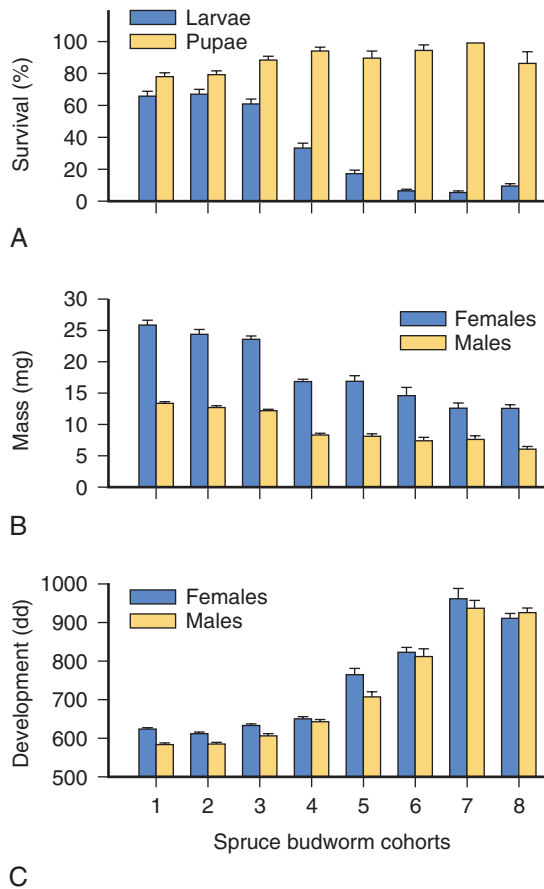 Larvae
Pupae
Survival (%)
100
80
60
40
20
0
A
Females
Males
Mass (mg)
30
25
20
15
10
5
0
B
Females
Males
Development (dd)
1000
900
800
700
600
500
1 2 3 4 5 6 7 8
Spruce budworm cohorts
C